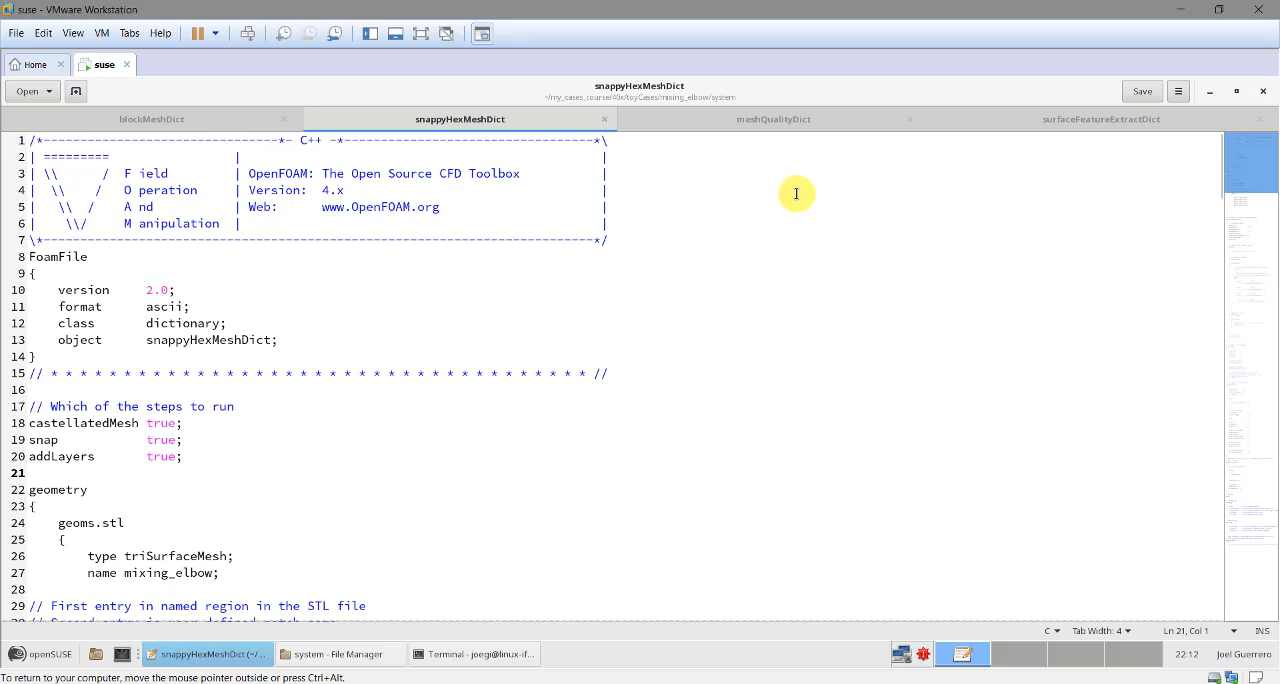 suse - VMware Workstation
File Edit View VM Tabs Help
Home suse
Open snappyHexMeshDict Save
~/my_cases_course/40x/toyCases/mixing_elbow/system
blockMeshDict snappyHexMeshDict meshQualityDict surfaceFeatureExtractDict
1 /*--------------------------------*- C++ -*----------------------------------*\
2 | ========= | |
3 | \\ / F ield | OpenFOAM: The Open Source CFD Toolbox |
4 | \\ / O peration | Version: 4.x |
5 | \\ / A nd | Web: www.OpenFOAM.org |
6 | \\/ M anipulation | |
7 \*---------------------------------------------------------------------------*/
8 FoamFile
9 {
10 version 2.0;
11 format ascii;
12 class dictionary;
13 object snappyHexMeshDict;
14 }
15 // * * * * * * * * * * * * * * * * * * * * * * * * * * * * * * * * * * * * * //
16
17 // Which of the steps to run
18 castellatedMesh true;
19 snap true;
20 addLayers true;
21
22 geometry
23 {
24 geoms.stl
25 {
26 type triSurfaceMesh;
27 name mixing_elbow;
28
29 // First entry in named region in the STL file
C Tab Width: 4 Ln 21, Col 1 INS
openSUSE snappyHexMeshDict (~/... system - File Manager Terminal - joegi@linux-if... 22:12 Joel Guerrero
To return to your computer, move the mouse pointer outside or press Ctrl+Alt.